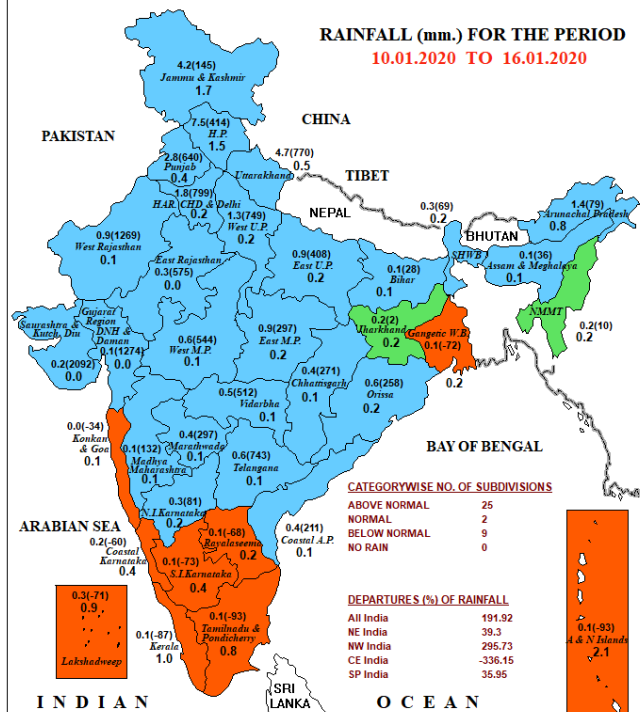 RAINFALL (mm.) FOR THE PERIOD
10.01.2020 TO 16.01.2020
4.2(145)
Jammu & Kashmir
1.7
CHINA
7.5(414)
H.P.
1.5
PAKISTAN
2.8(640)
Punjab
0.4
4.7(770)
0.5
Uttarakhand
TIBET
1.8(799)
HAR. CHD & Delhi
0.2
1.3(749)
West U.P.
0.2
NEPAL
0.3(69)
0.2
1.4(79)
Arunachal Pradesh
0.8
BHUTAN
0.9(1269)
West Rajasthan
0.1
East Rajasthan
0.3(575)
0.0
0.9(408)
East U.P.
0.2
0.1(28)
Bihar
0.1
SHWB
0.1(36)
Assam & Meghalaya
0.1
NMMT
0.2(10)
0.2
Gujarat
Region
DNH &
Daman
0.1(1274)
0.0
Saurashtra &
Kutch, Diu
0.2(2092)
0.0
0.6(544)
West M.P.
0.1
0.9(297)
East M.P.
0.2
0.2(2)
Jharkhand
0.2
Gangetic W.B.
0.1(-72)
0.2
0.4(271)
Chhattisgarh
0.1
0.6(258)
Orissa
0.2
0.5(512)
Vidarbha
0.1
0.0(-34)
Konkan
& Goa
0.1
0.1(132)
Madhya
Maharashtra
0.1
0.4(297)
Marathwada
0.1
0.6(743)
Telangana
0.1
BAY OF BENGAL
0.3(81)
N.I.Karnataka
0.2
ARABIAN SEA
0.2(-60)
Coastal
Karnataka
0.4
0.1(-68)
Rayalaseema
0.2
0.4(211)
Coastal A.P.
0.1
0.1(-73)
S.I.Karnataka
0.4
0.3(-71)
0.9
Lakshadweep
0.1(-87)
Kerala
1.0
0.1(-93)
Tamilnadu &
Pondicherry
0.8
CATEGORYWISE NO. OF SUBDIVISIONS
ABOVE NORMAL 25
NORMAL 2
BELOW NORMAL 9
NO RAIN 0
DEPARTURES (%) OF RAINFALL
All India 191.92
NE India 39.3
NW India 295.73
CE India -336.15
SP India 35.95
0.1(-93)
A & N Islands
2.1
SRI
LANKA
INDIAN OCEAN